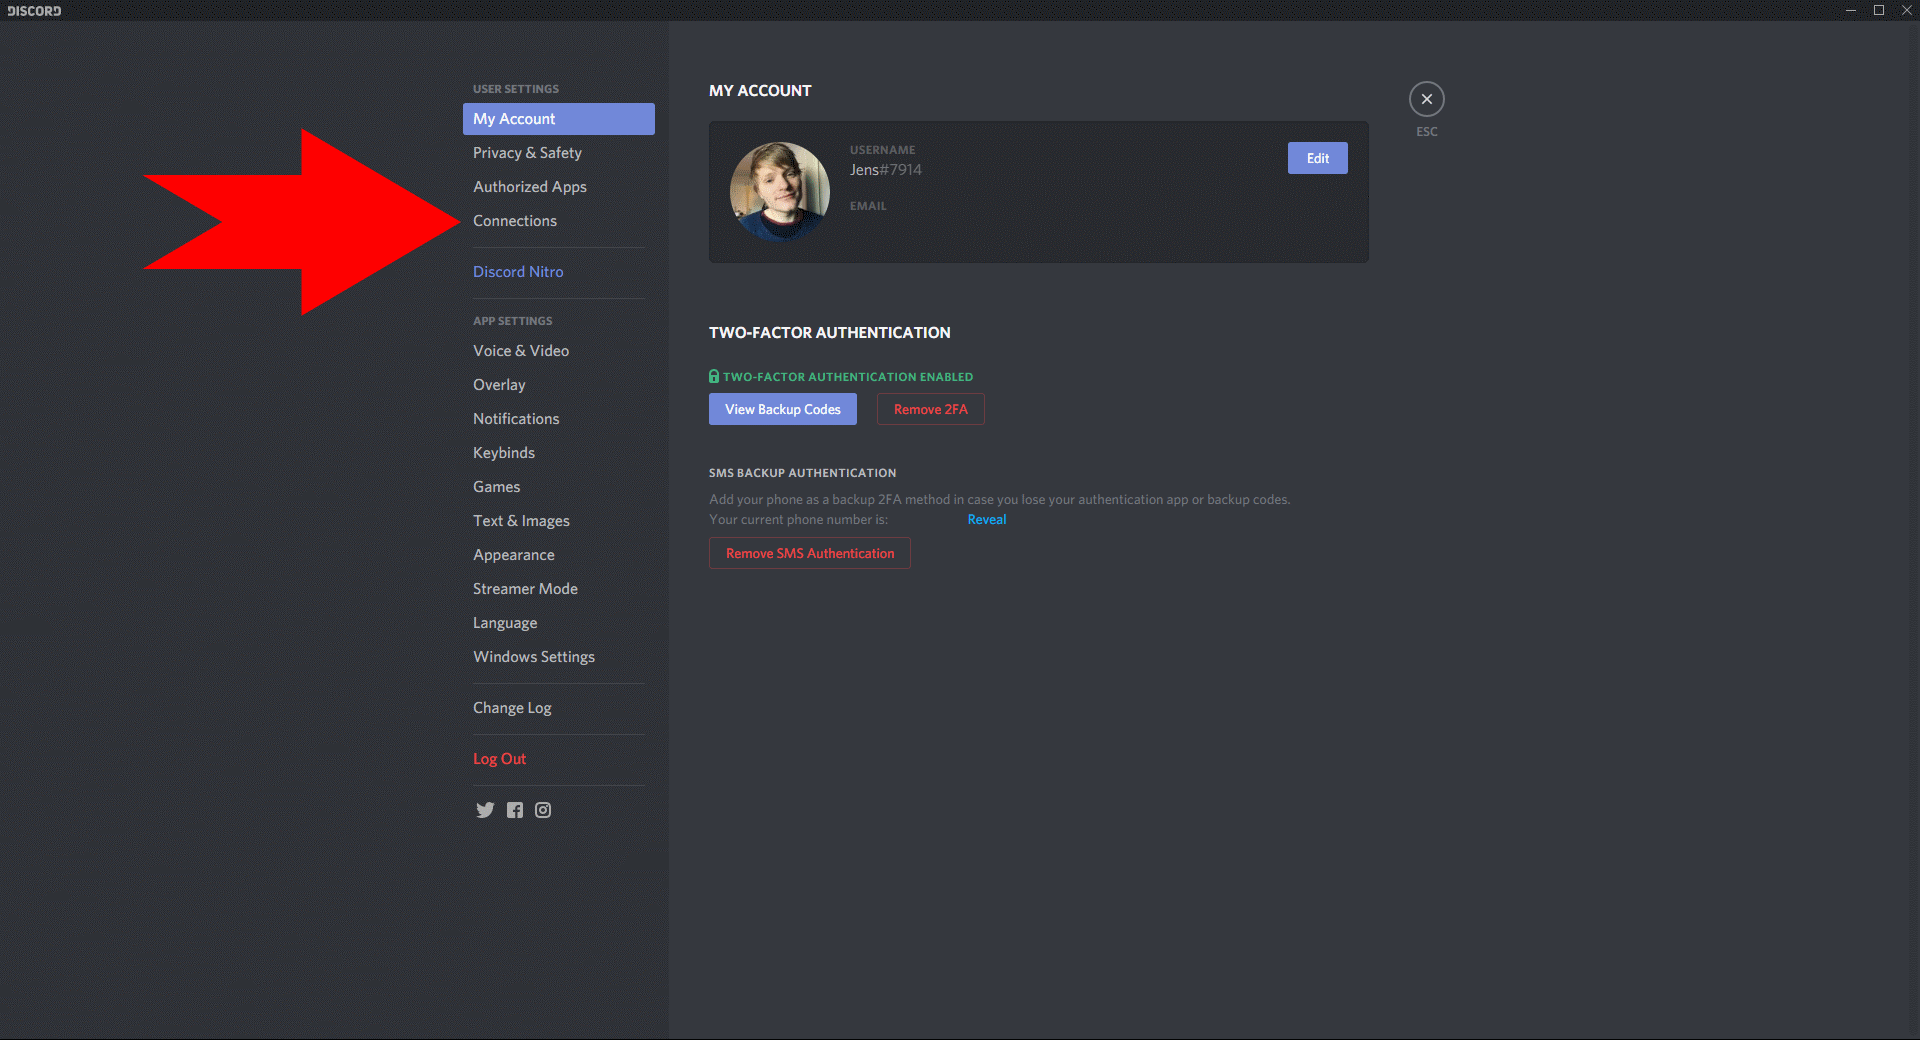 DISCORD
USER SETTINGS
My Account
Privacy & Safety
Authorized Apps
Connections
Discord Nitro
APP SETTINGS
Voice & Video
Overlay
Notifications
Keybinds
Games
Text & Images
Appearance
Streamer Mode
Language
Windows Settings
Change Log
Log Out
MY ACCOUNT
USERNAME
Jens#7914
EMAIL
Edit
ESC
TWO-FACTOR AUTHENTICATION
TWO-FACTOR AUTHENTICATION ENABLED
View Backup Codes
Remove 2FA
SMS BACKUP AUTHENTICATION
Add your phone as a backup 2FA method in case you lose your authentication app or backup codes.
Your current phone number is: Reveal
Remove SMS Authentication